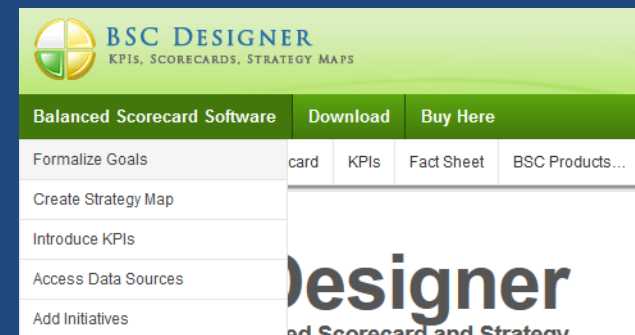 BSC DESIGNER
KPIS, SCORECARDS, STRATEGY MAPS
Balanced Scorecard Software Download Buy Here
Formalize Goals card KPIs Fact Sheet BSC Products...
Create Strategy Map
Introduce KPIs
Access Data Sources
Designer
Add Initiatives
ed Scorecard and Strategy